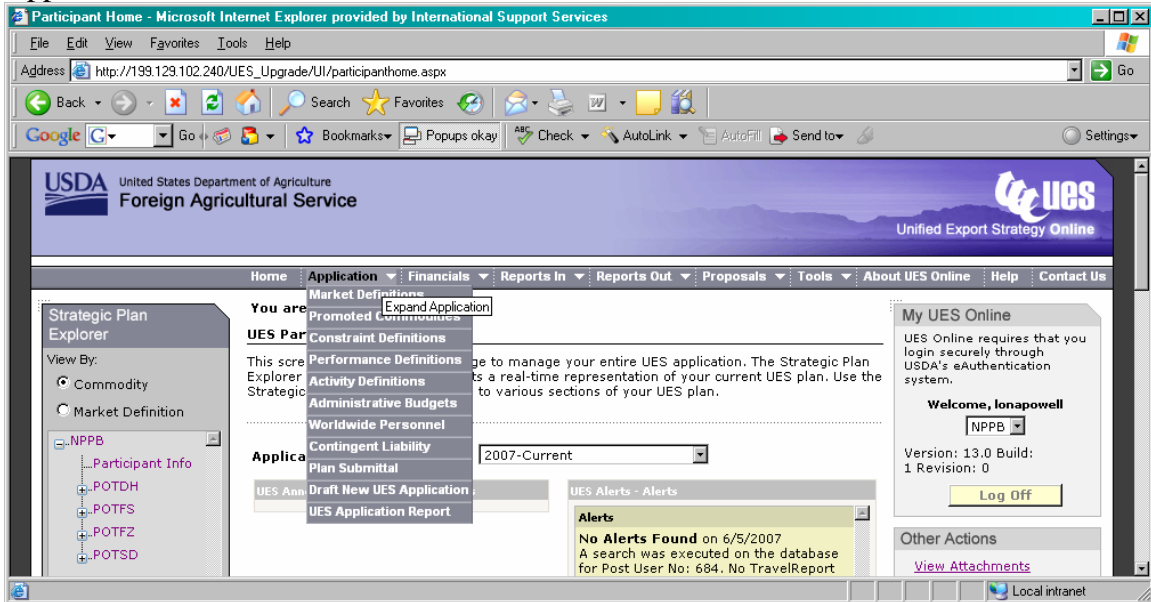 Participant Home - Microsoft Internet Explorer provided by International Support Services
File Edit View Favorites Tools Help
Address http://199.129.102.240/UES_Upgrade/UI/participanthome.aspx Go
Back Search Favorites
Google G Go Bookmarks Popups okay ABC Check AutoLink AutoFill Send to Settings
USDA United States Department of Agriculture
Foreign Agricultural Service
ues
Unified Export Strategy Online
Home Application Financials Reports In Reports Out Proposals Tools About UES Online Help Contact Us
Strategic Plan
Explorer
View By:
Commodity
Market Definition
NPPB
Participant Info
POTDH
POTFS
POTFZ
POTSD
Market Definitions
Expand Application
Promoted Commodities
Constraint Definitions
Performance Definitions
Activity Definitions
Administrative Budgets
Worldwide Personnel
Contingent Liability
Plan Submittal
Draft New UES Application
UES Application Report
You are
UES Par
This scre ge to manage your entire UES application. The Strategic Plan
Explorer ts a real-time representation of your current UES plan. Use the
Strategic to various sections of your UES plan.
Applica 2007-Current
UES Ann s
UES Alerts - Alerts
Alerts
No Alerts Found on 6/5/2007
A search was executed on the database
for Post User No: 684. No TravelReport
My UES Online
UES Online requires that you
login securely through
USDA's eAuthentication
system.
Welcome, lonapowell
NPPB
Version: 13.0 Build:
1 Revision: 0
Log Off
Other Actions
View Attachments
Local intranet